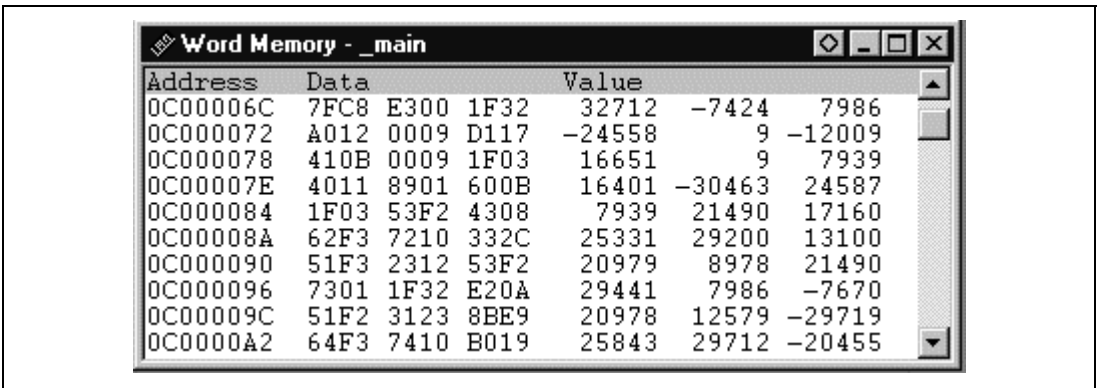 Word Memory - _main
Address Data Value
0C00006C 7FC8 E300 1F32 32712 -7424 7986
0C000072 A012 0009 D117 -24558 9 -12009
0C000078 410B 0009 1F03 16651 9 7939
0C00007E 4011 8901 600B 16401 -30463 24587
0C000084 1F03 53F2 4308 7939 21490 17160
0C00008A 62F3 7210 332C 25331 29200 13100
0C000090 51F3 2312 53F2 20979 8978 21490
0C000096 7301 1F32 E20A 29441 7986 -7670
0C00009C 51F2 3123 8BE9 20978 12579 -29719
0C0000A2 64F3 7410 B019 25843 29712 -20455